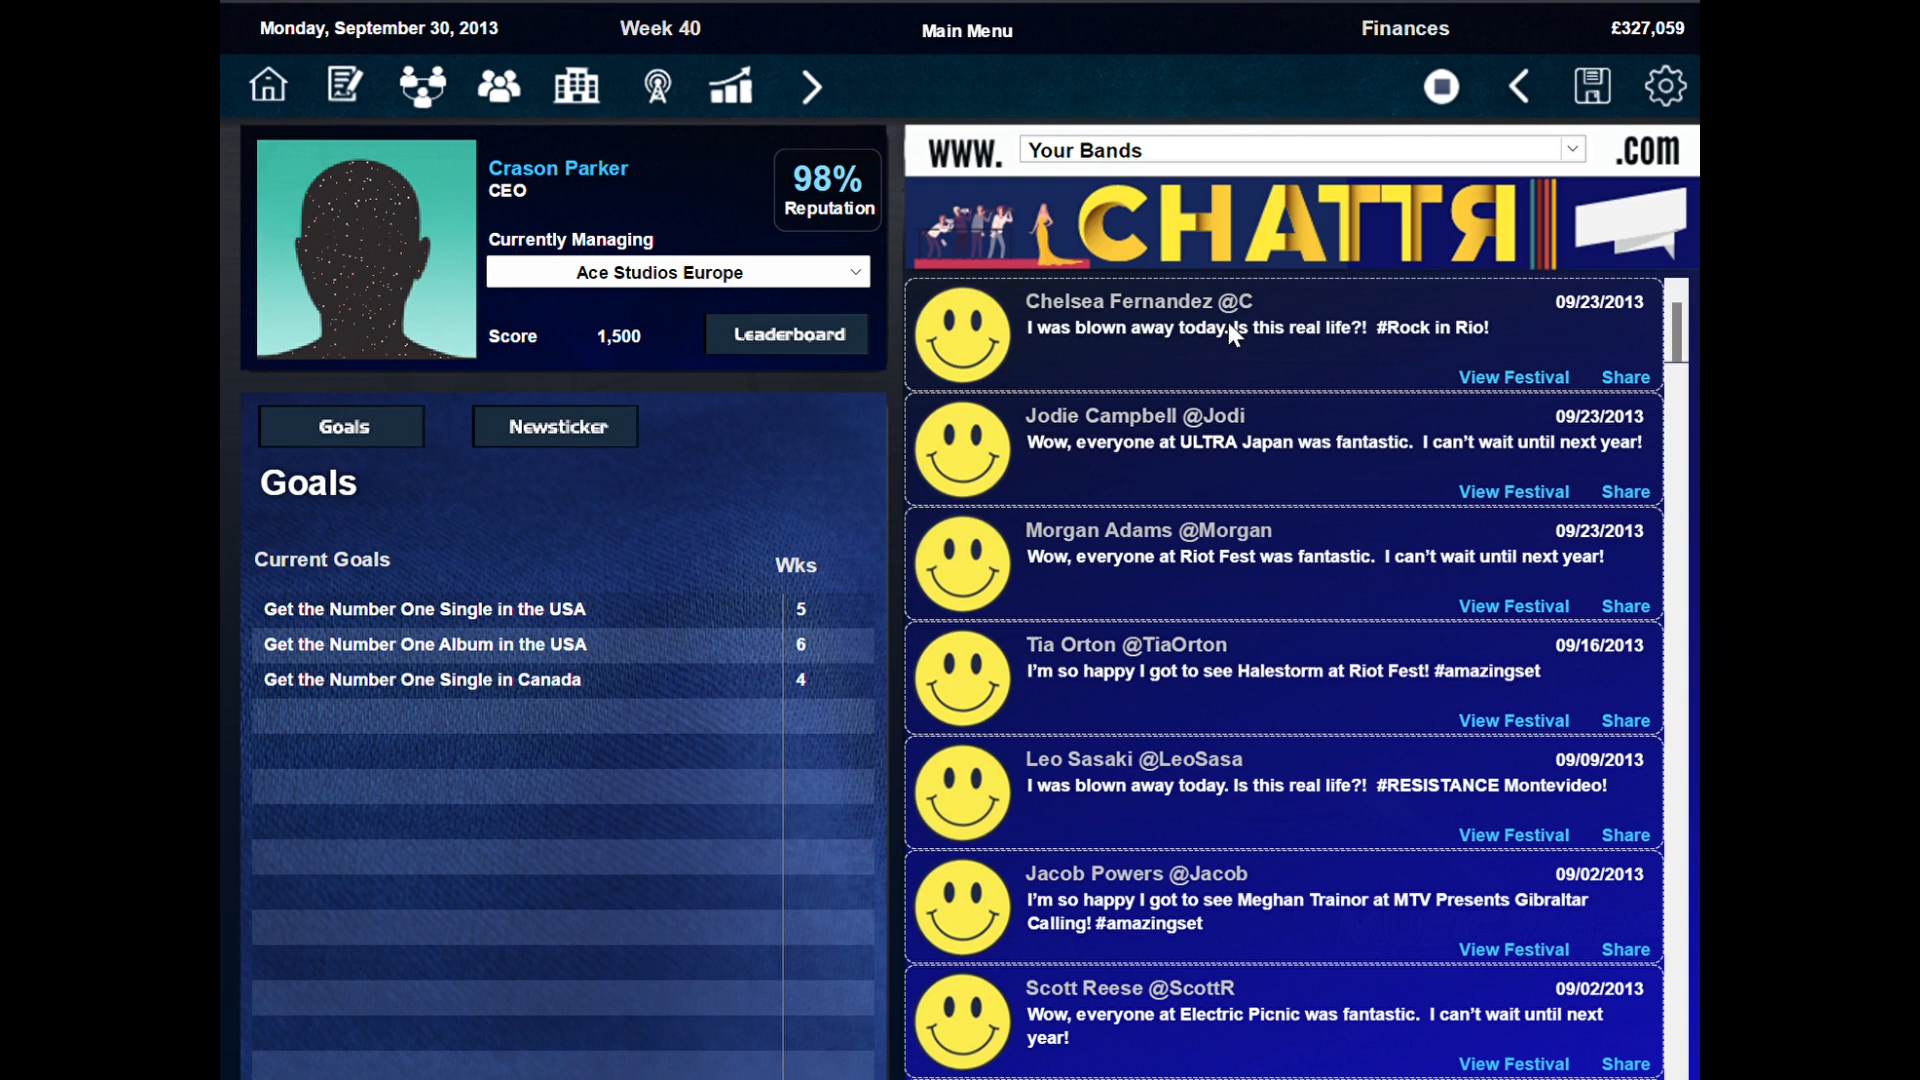 Monday, September 30, 2013
Week 40
Main Menu
Finances
£327,059
Crason Parker
CEO
98%
Reputation
Currently Managing
Ace Studios Europe
Score 1,500
Leaderboard
Goals
Newsticker
Goals
Current Goals
Wks
Get the Number One Single in the USA 5
Get the Number One Album in the USA 6
Get the Number One Single in Canada 4
www. Your Bands .com
CHATTЯ
Chelsea Fernandez @C 09/23/2013
I was blown away today. Is this real life?! #Rock in Rio!
View Festival Share
Jodie Campbell @Jodi 09/23/2013
Wow, everyone at ULTRA Japan was fantastic. I can't wait until next year!
View Festival Share
Morgan Adams @Morgan 09/23/2013
Wow, everyone at Riot Fest was fantastic. I can't wait until next year!
View Festival Share
Tia Orton @TiaOrton 09/16/2013
I'm so happy I got to see Halestorm at Riot Fest! #amazingset
View Festival Share
Leo Sasaki @LeoSasa 09/09/2013
I was blown away today. Is this real life?! #RESISTANCE Montevideo!
View Festival Share
Jacob Powers @Jacob 09/02/2013
I'm so happy I got to see Meghan Trainor at MTV Presents Gibraltar
Calling! #amazingset
View Festival Share
Scott Reese @ScottR 09/02/2013
Wow, everyone at Electric Picnic was fantastic. I can't wait until next
year!
View Festival Share